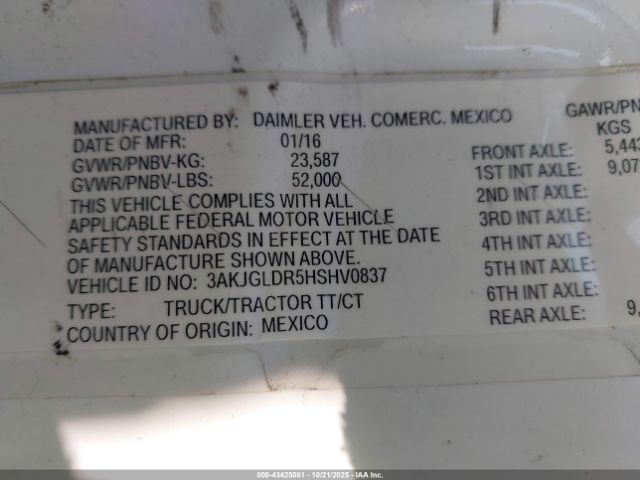 MANUFACTURED BY: DAIMLER VEH. COMERC. MEXICO
DATE OF MFR: 01/16
GVWR/PNBV-KG: 23,587
GVWR/PNBV-LBS: 52,000
THIS VEHICLE COMPLIES WITH ALL
APPLICABLE FEDERAL MOTOR VEHICLE
SAFETY STANDARDS IN EFFECT AT THE DATE
OF MANUFACTURE SHOWN ABOVE.
VEHICLE ID NO: 3AKJGLDR5HSHV0837
TYPE: TRUCK/TRACTOR TT/CT
COUNTRY OF ORIGIN: MEXICO
GAWR/PN
KGS
FRONT AXLE: 5,443
1ST INT AXLE: 9,07
2ND INT AXLE:
3RD INT AXLE:
4TH INT AXLE:
5TH INT AXLE:
6TH INT AXLE:
REAR AXLE: 9,
000-43425081 - 10/21/2025 - IAA Inc.